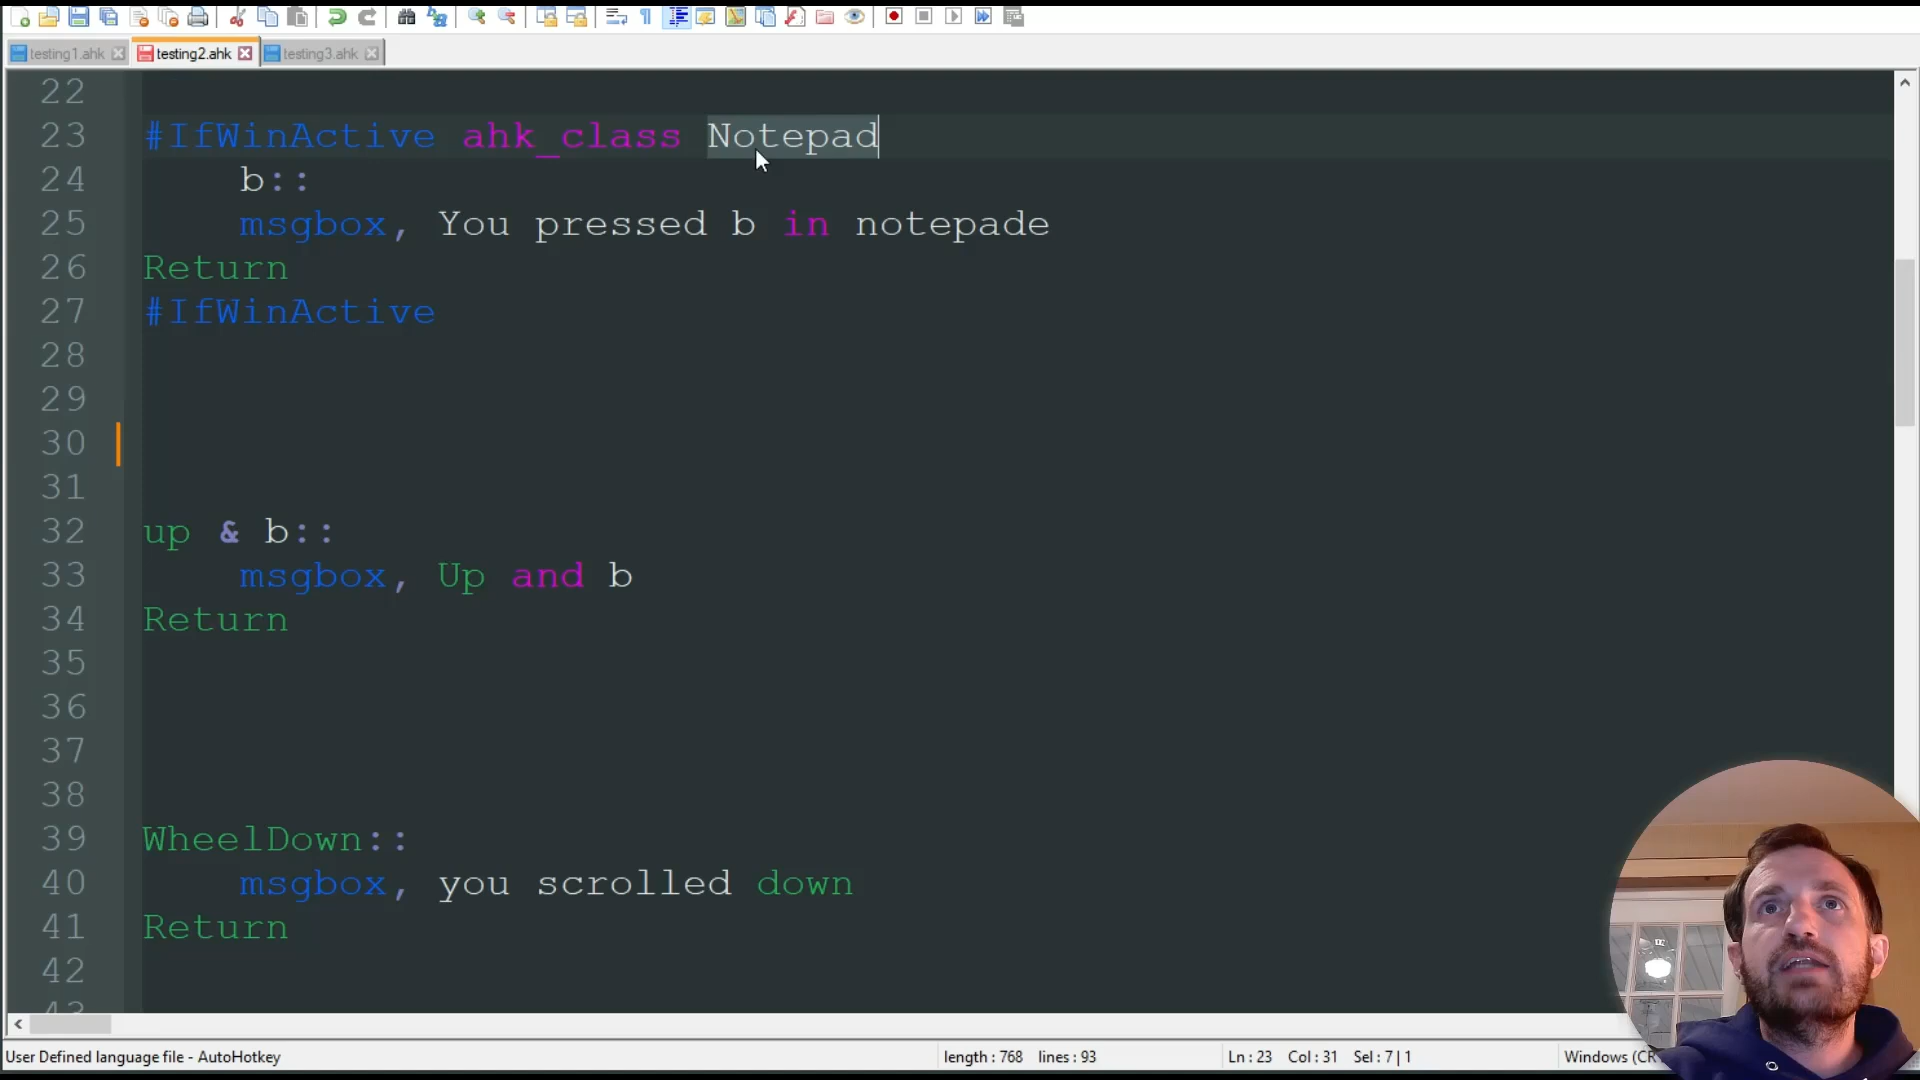 testing1.ahk testing2.ahk testing3.ahk
22
23 #IfWinActive ahk_class Notepad
24 b::
25 msgbox, You pressed b in notepade
26 Return
27 #IfWinActive
28
29
30
31
32 up & b::
33 msgbox, Up and b
34 Return
35
36
37
38
39 WheelDown::
40 msgbox, you scrolled down
41 Return
42
43
User Defined language file - AutoHotkey length : 768 lines : 93 Ln : 23 Col : 31 Sel : 7 | 1 Windows (CR